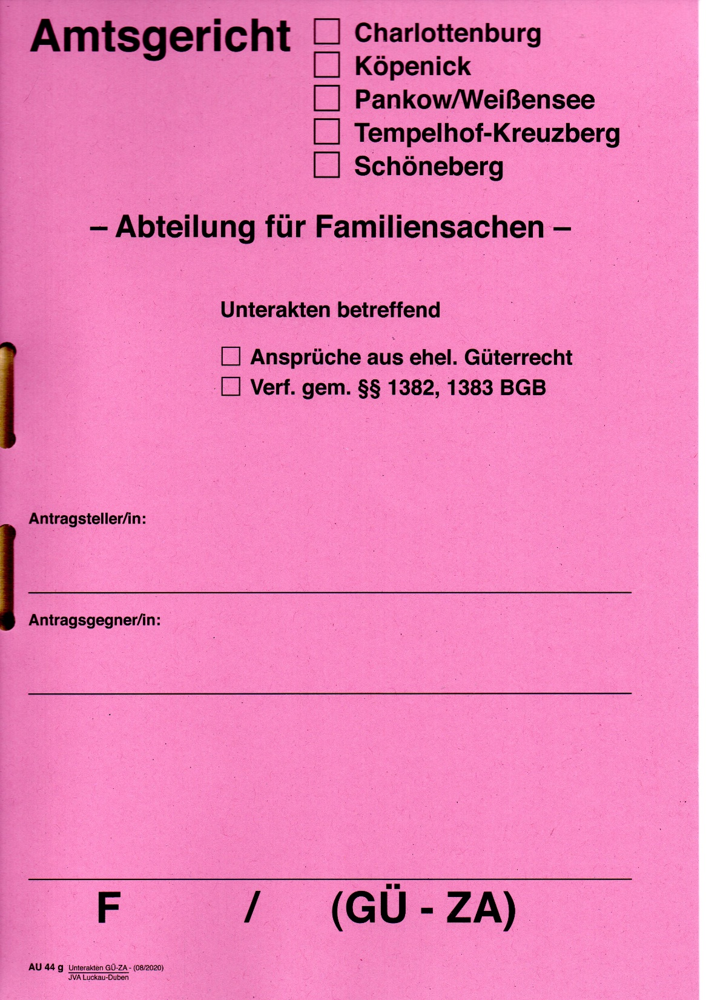 Amtsgericht
Charlottenburg
Köpenick
Pankow/Weißensee
Tempelhof-Kreuzberg
Schöneberg
– Abteilung für Familiensachen –
Unterakten betreffend
Ansprüche aus ehel. Güterrecht
Verf. gem. §§ 1382, 1383 BGB
Antragsteller/in:
Antragsgegner/in:
F / (GÜ - ZA)
AU 44 g Unterakten GÜ-ZA - (08/2020)
JVA Luckau-Duben